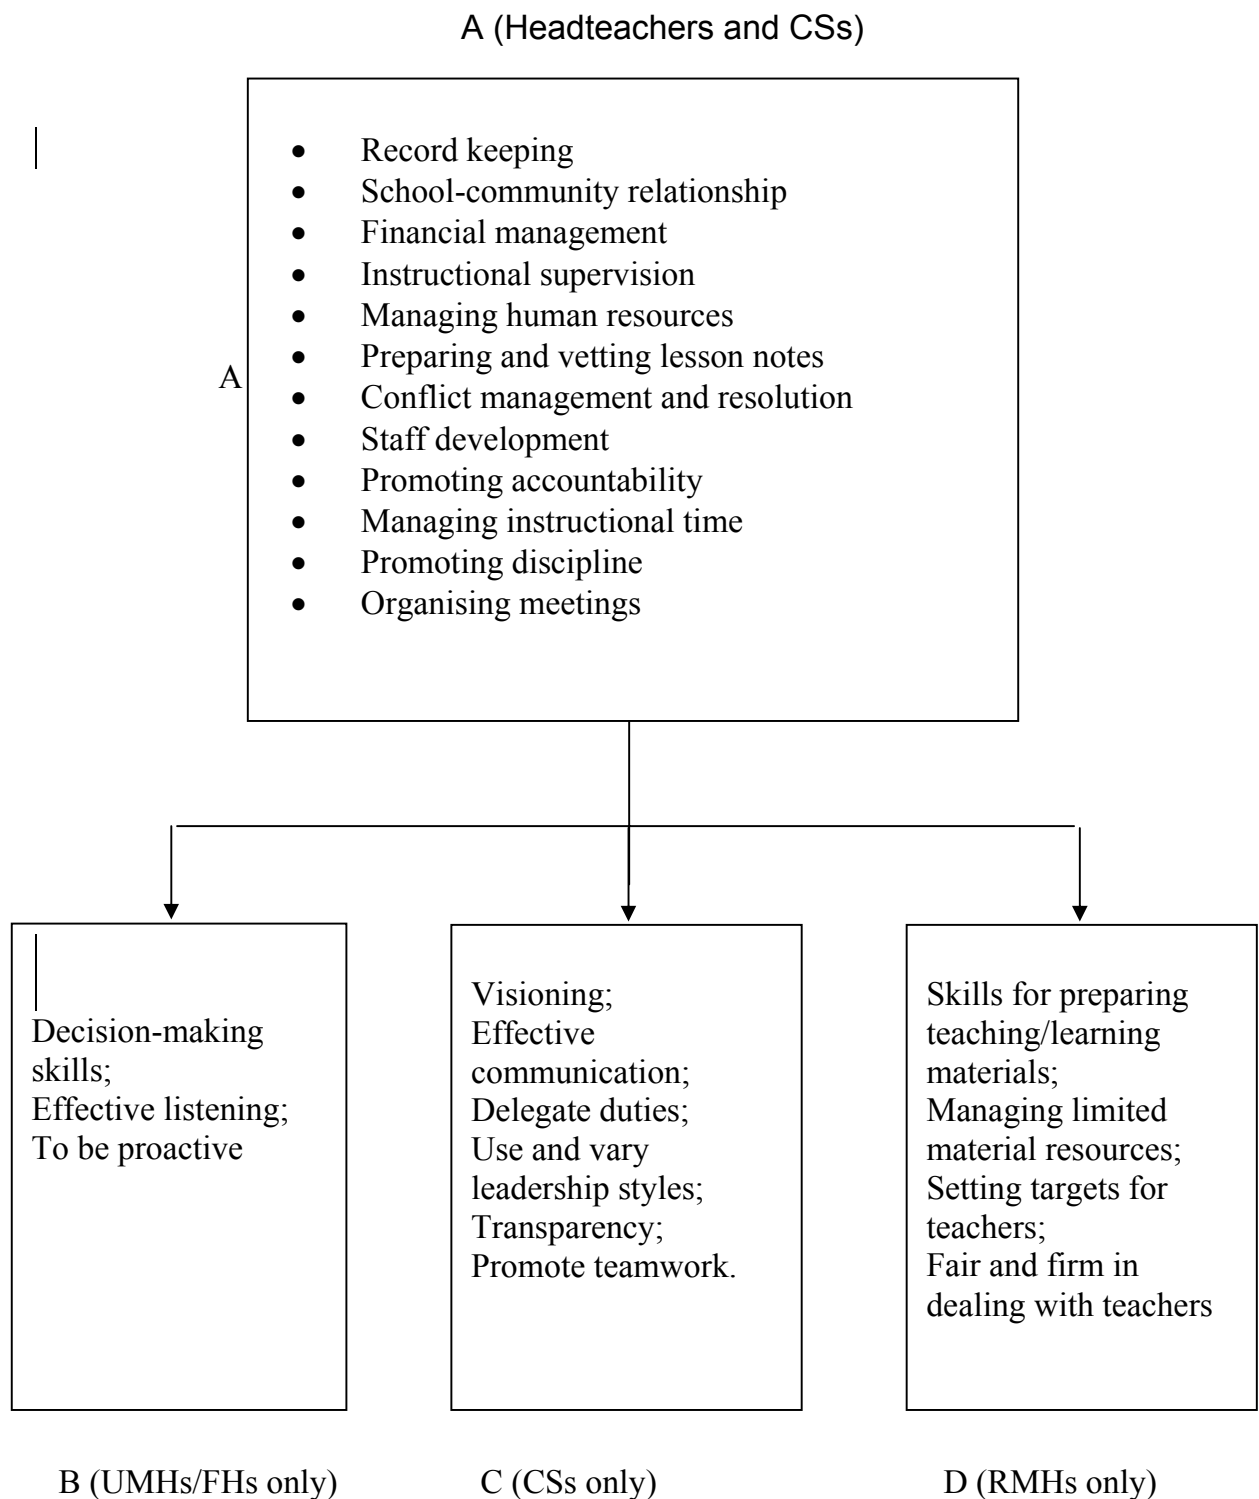 A (Headteachers and CSs)
• Record keeping
• School-community relationship
• Financial management
• Instructional supervision
• Managing human resources
• Preparing and vetting lesson notes
A
• Conflict management and resolution
• Staff development
• Promoting accountability
• Managing instructional time
• Promoting discipline
• Organising meetings
Decision-making
skills;
Effective listening;
To be proactive
Visioning;
Effective
communication;
Delegate duties;
Use and vary
leadership styles;
Transparency;
Promote teamwork.
Skills for preparing
teaching/learning
materials;
Managing limited
material resources;
Setting targets for
teachers;
Fair and firm in
dealing with teachers
B (UMHs/FHs only)
C (CSs only)
D (RMHs only)